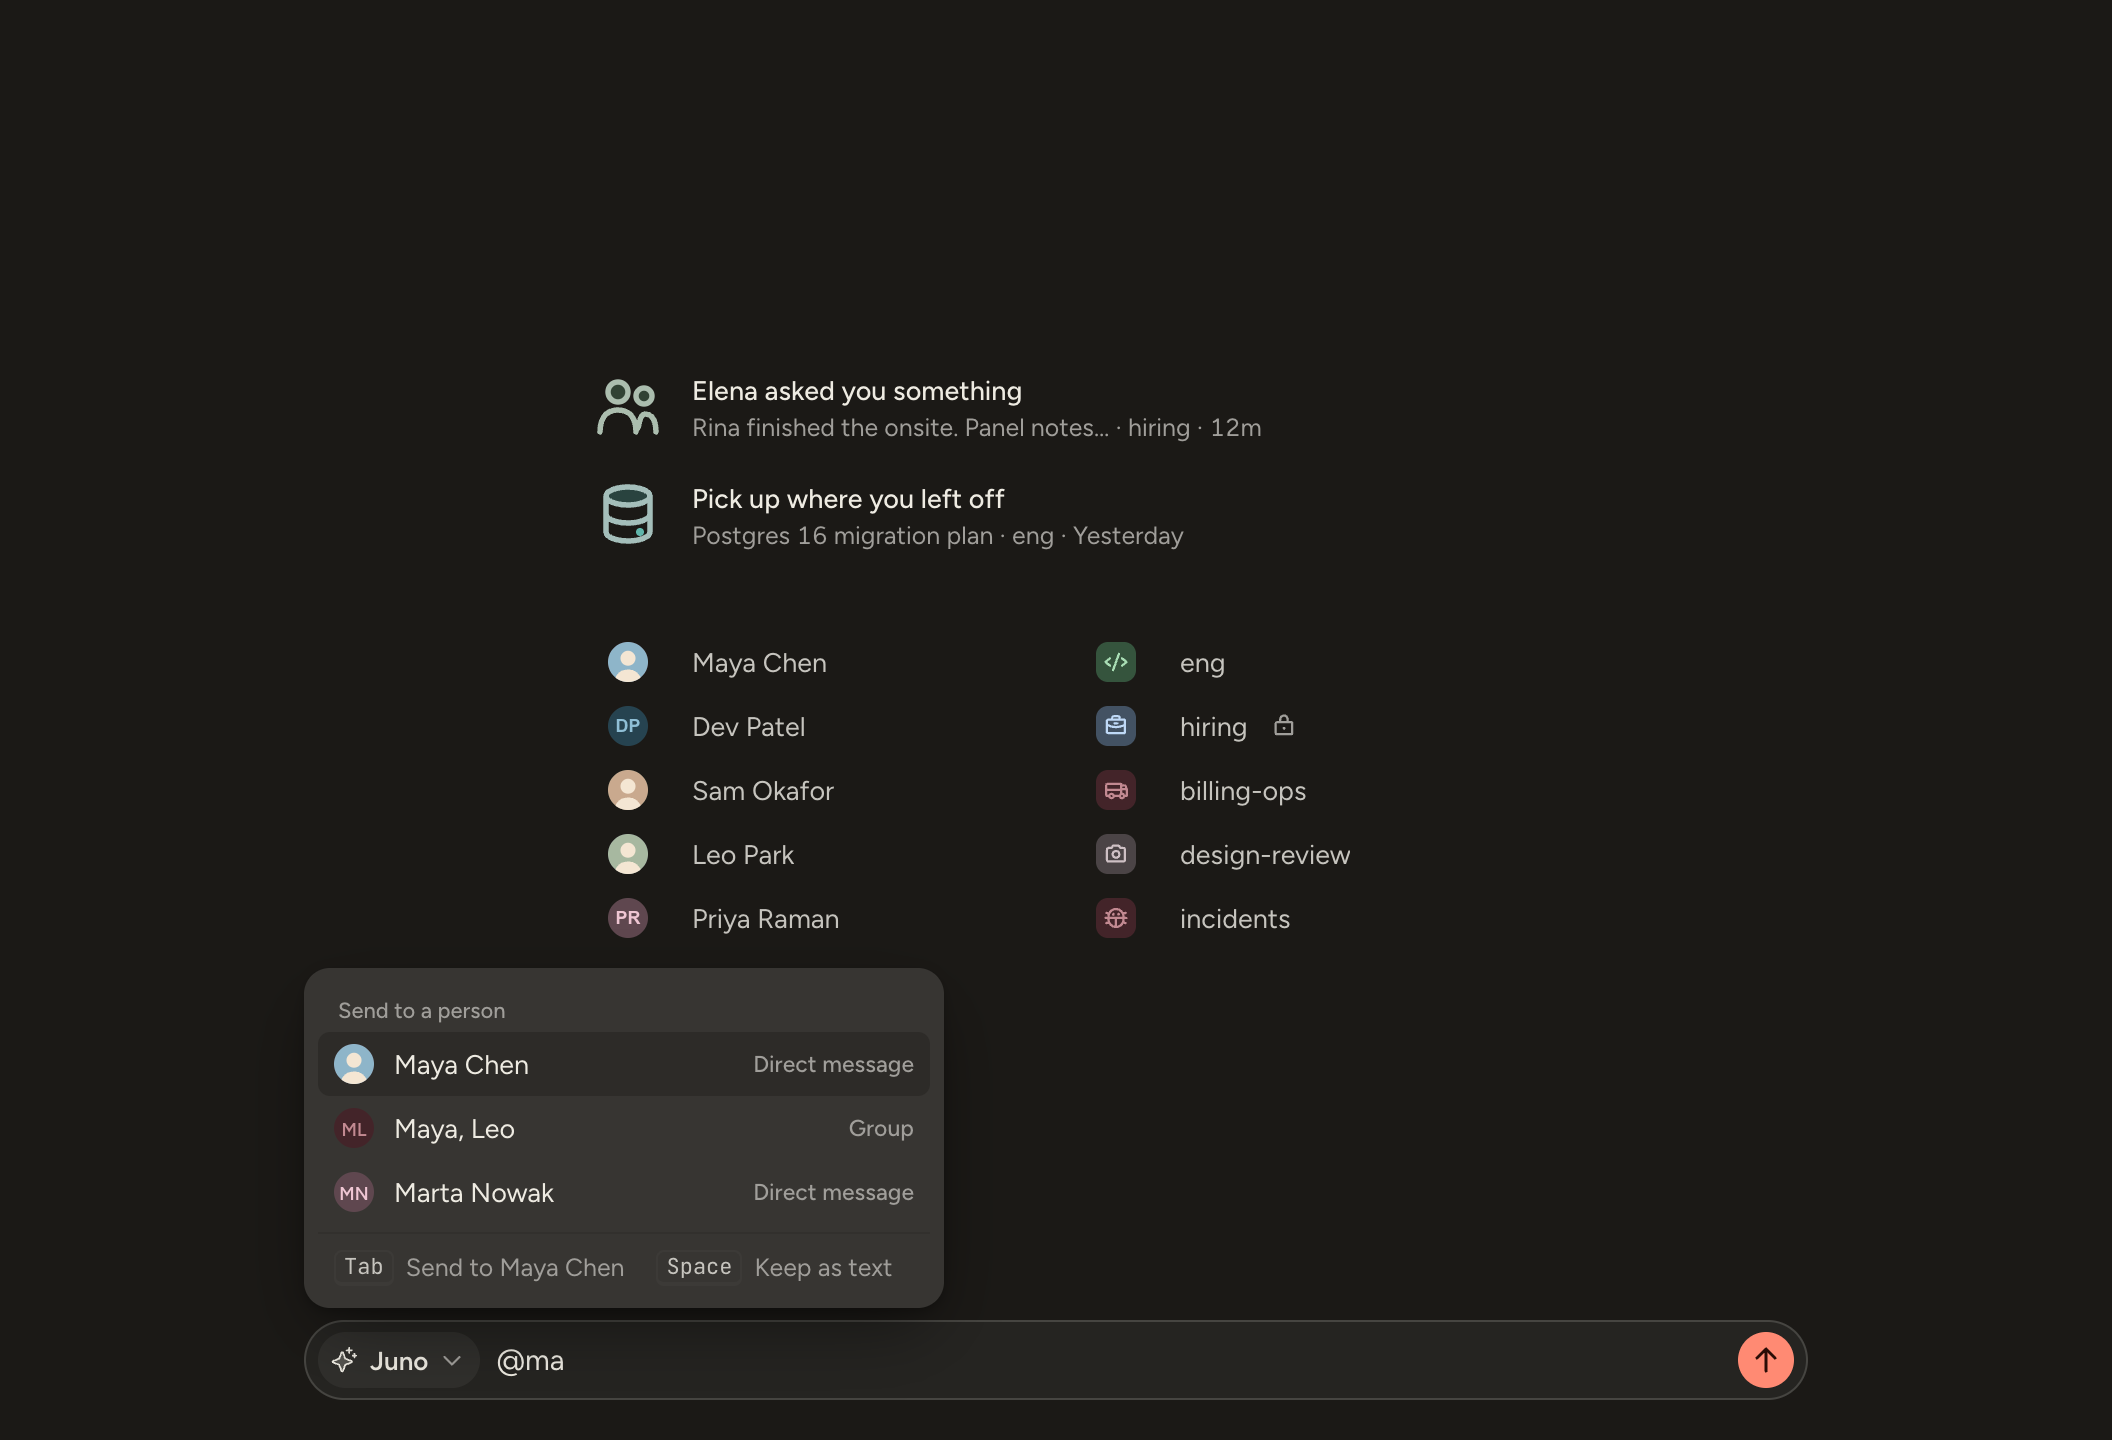 Elena asked you something
Rina finished the onsite. Panel notes... · hiring · 12m
Pick up where you left off
Postgres 16 migration plan · eng · Yesterday
Maya Chen
eng
DP Dev Patel
hiring
Sam Okafor
billing-ops
Leo Park
design-review
PR Priya Raman
incidents
Send to a person
Maya Chen Direct message
ML Maya, Leo Group
MN Marta Nowak Direct message
Tab Send to Maya Chen Space Keep as text
Juno @ma